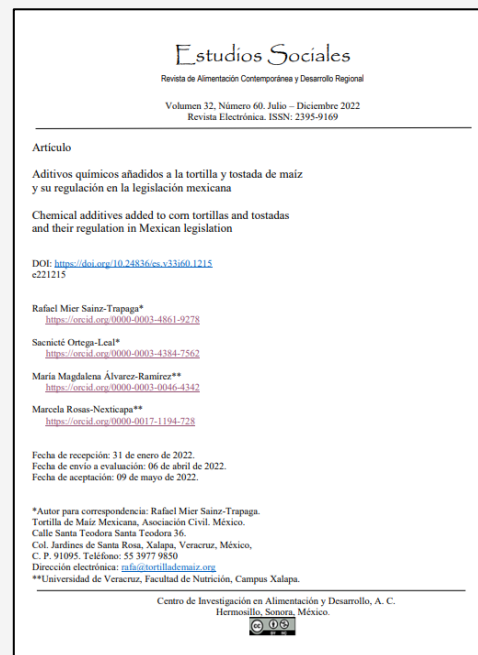 Estudios Sociales
Revista de Alimentación Contemporánea y Desarrollo Regional
Volumen 32, Número 60. Julio – Diciembre 2022
Revista Electrónica. ISSN: 2395-9169
Artículo
Aditivos químicos añadidos a la tortilla y tostada de maíz
y su regulación en la legislación mexicana
Chemical additives added to corn tortillas and tostadas
and their regulation in Mexican legislation
DOI: https://doi.org/10.24836/es.v33i60.1215
e221215
Rafael Mier Sainz-Trapaga*
https://orcid.org/0000-0003-4861-9278
Sacnicté Ortega-Leal*
https://orcid.org/0000-0003-4384-7562
María Magdalena Álvarez-Ramírez**
https://orcid.org/0000-0003-0046-4342
Marcela Rosas-Nexticapa**
https://orcid.org/0000-0017-1194-728
Fecha de recepción: 31 de enero de 2022.
Fecha de envío a evaluación: 06 de abril de 2022.
Fecha de aceptación: 09 de mayo de 2022.
*Autor para correspondencia: Rafael Mier Sainz-Trapaga.
Tortilla de Maíz Mexicana, Asociación Civil. México.
Calle Santa Teodora Santa Teodora 36.
Col. Jardines de Santa Rosa, Xalapa, Veracruz, México,
C. P. 91095. Teléfono: 55 3977 9850
Dirección electrónica: rafa@tortillademaiz.org
**Universidad de Veracruz, Facultad de Nutrición, Campus Xalapa.
Centro de Investigación en Alimentación y Desarrollo, A. C.
Hermosillo, Sonora, México.
cc
BY NC